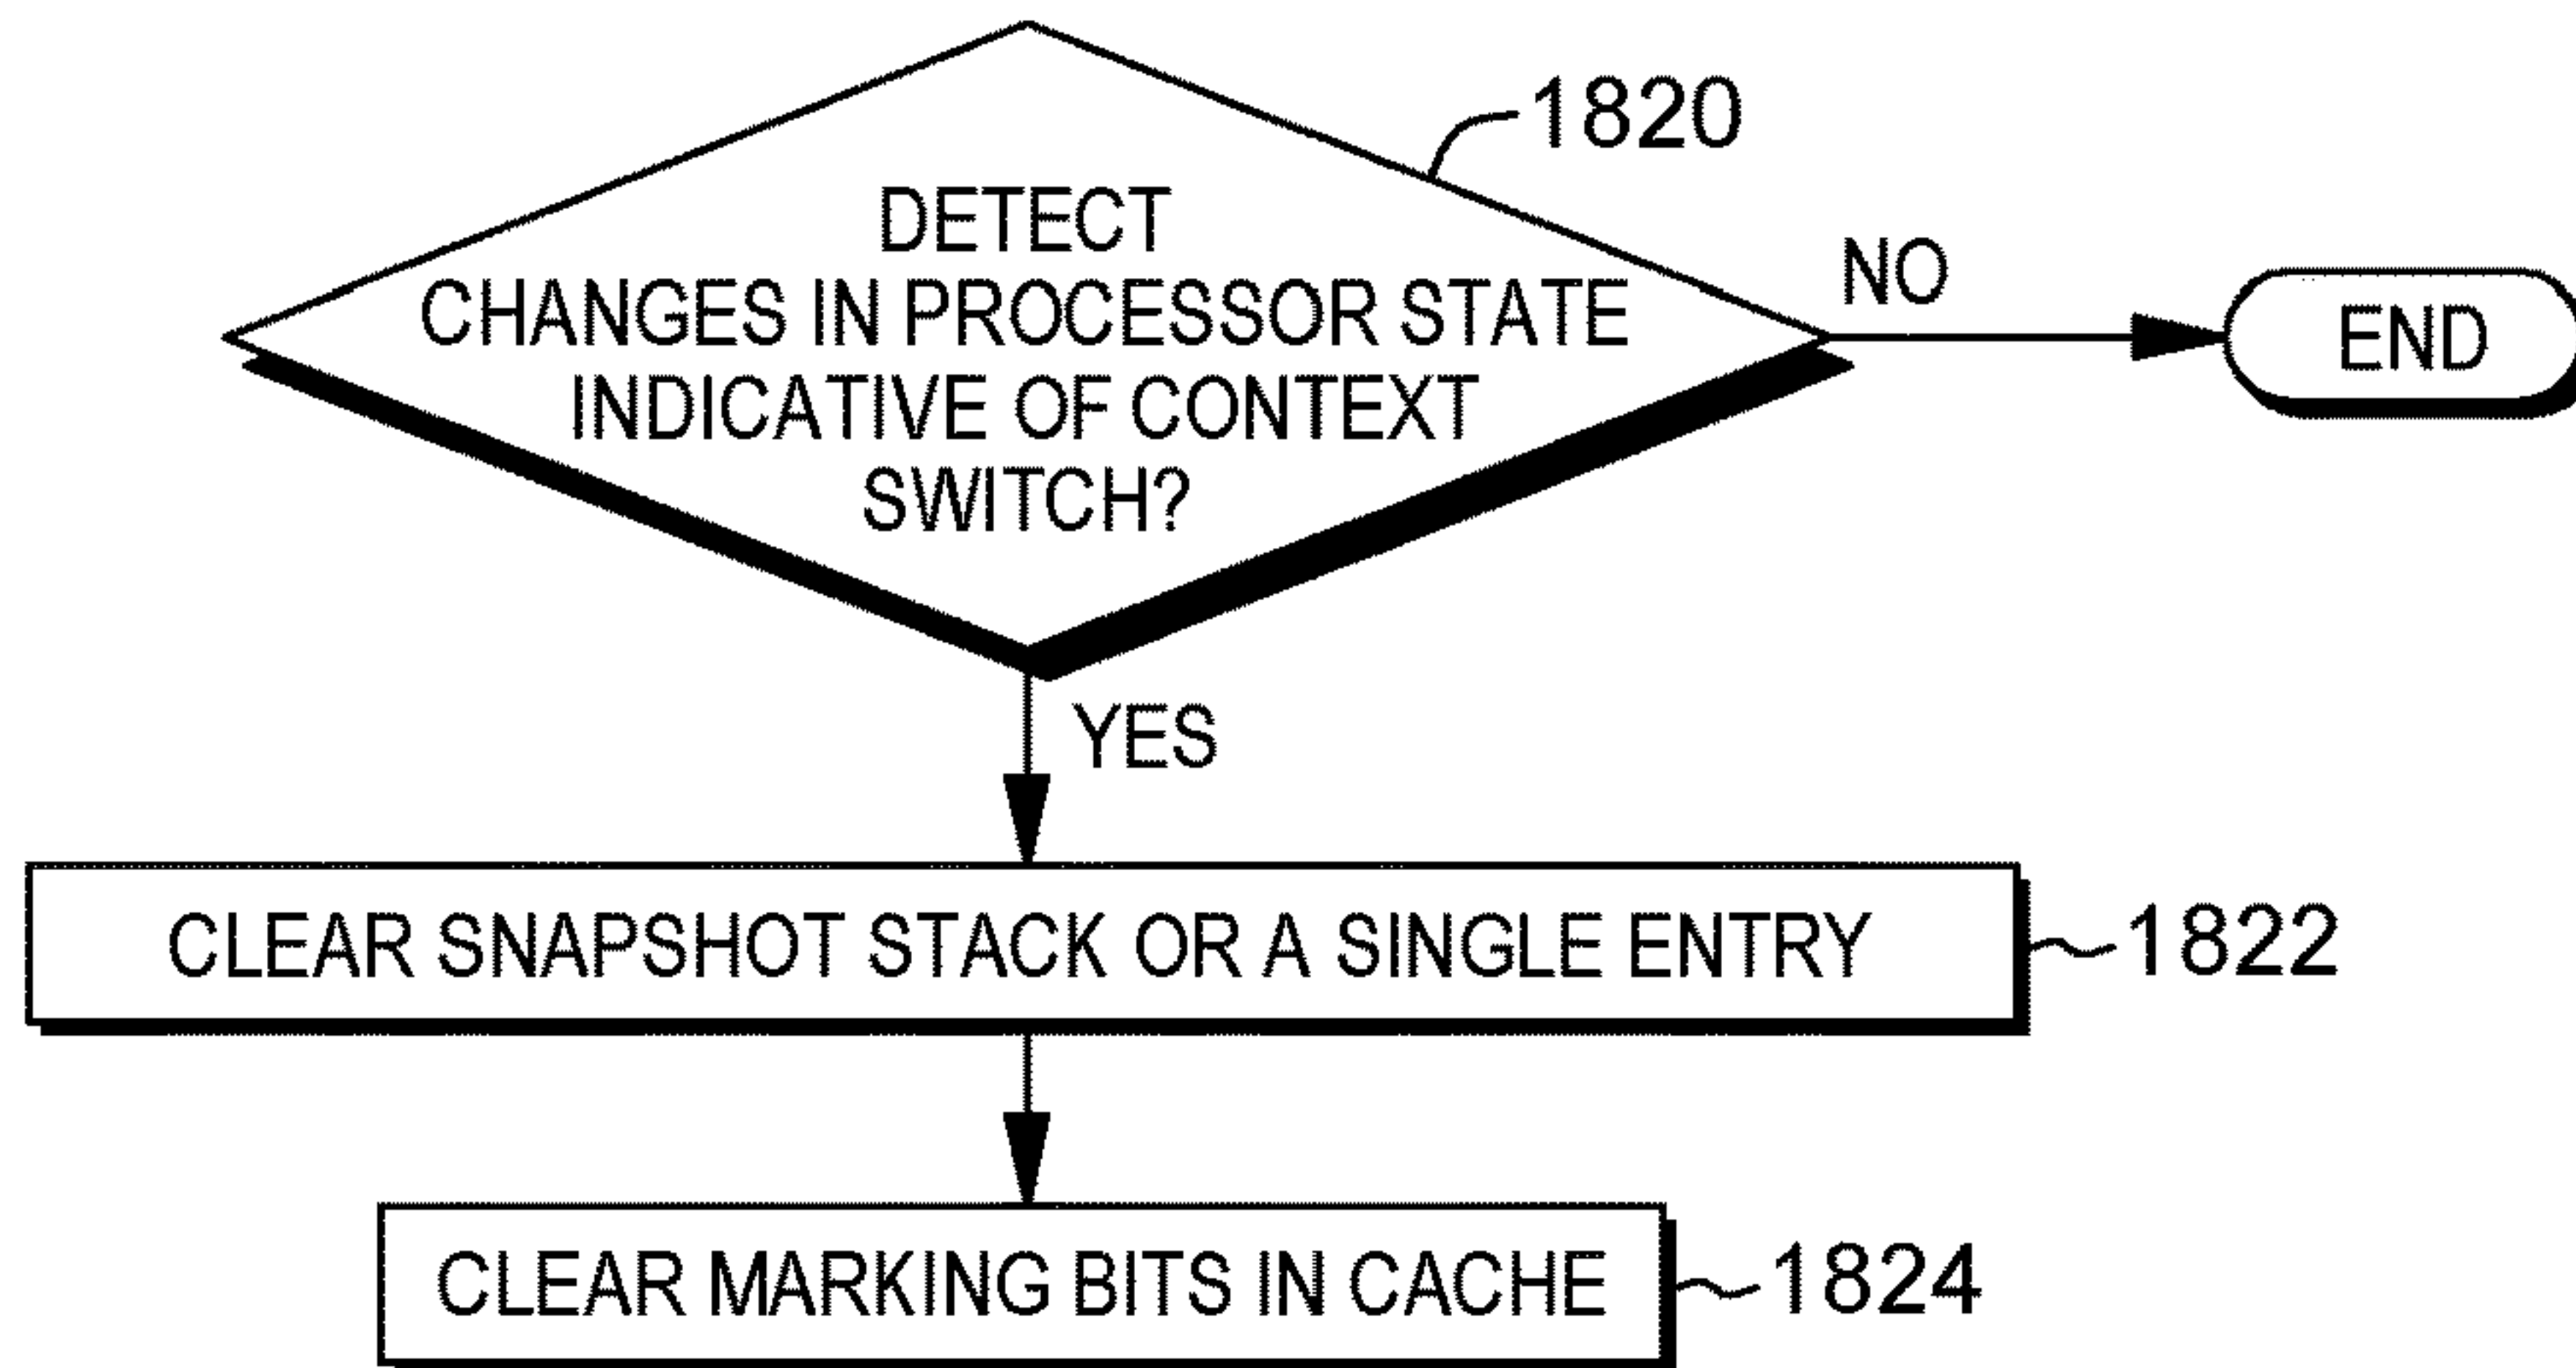 1820
DETECT
CHANGES IN PROCESSOR STATE
INDICATIVE OF CONTEXT
SWITCH?
NO
END
YES
CLEAR SNAPSHOT STACK OR A SINGLE ENTRY
1822
CLEAR MARKING BITS IN CACHE
1824